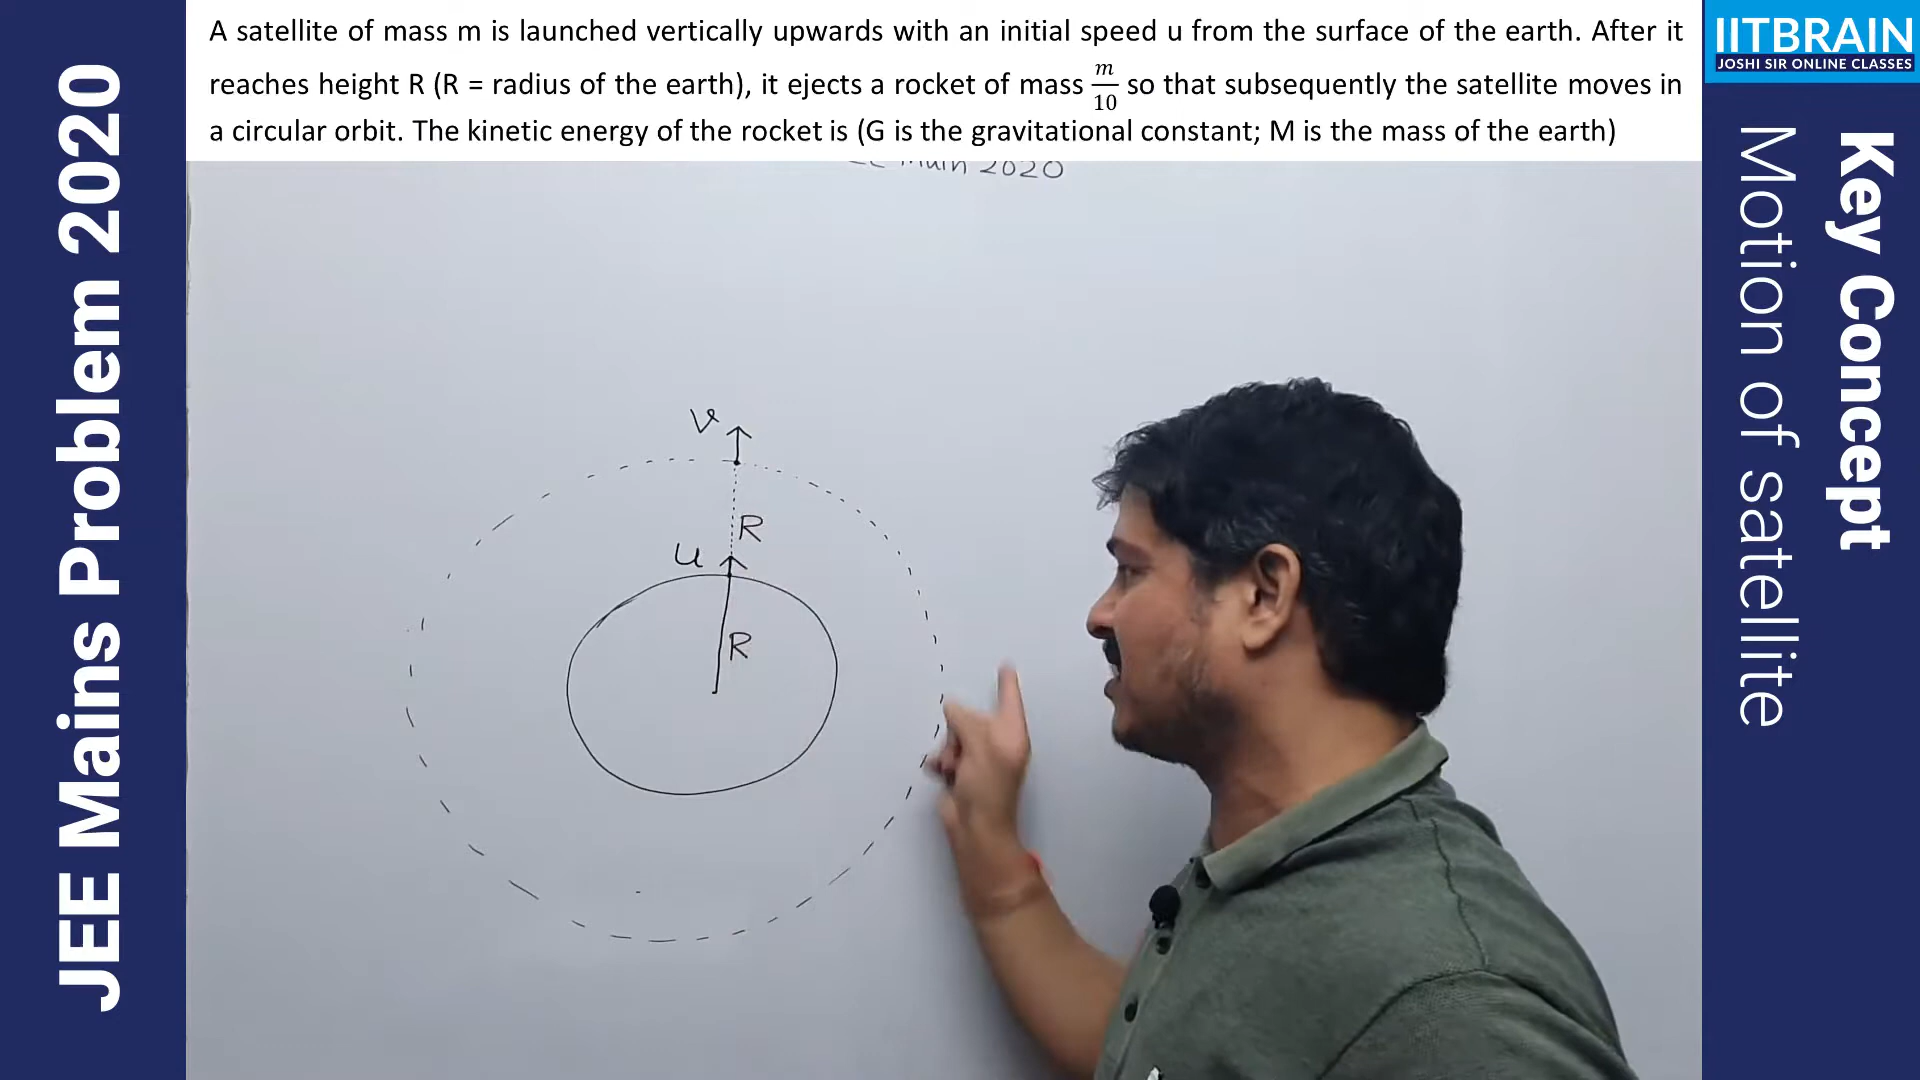 A satellite of mass m is launched vertically upwards with an initial speed u from the surface of the earth. After it
reaches height R (R = radius of the earth), it ejects a rocket of mass m/10 so that subsequently the satellite moves in
a circular orbit. The kinetic energy of the rocket is (G is the gravitational constant; M is the mass of the earth)
IITBRAIN
JOSHI SIR ONLINE CLASSES
JEE Mains Problem 2020
Key Concept
Motion of satellite
Main 2020
v
R
u
R